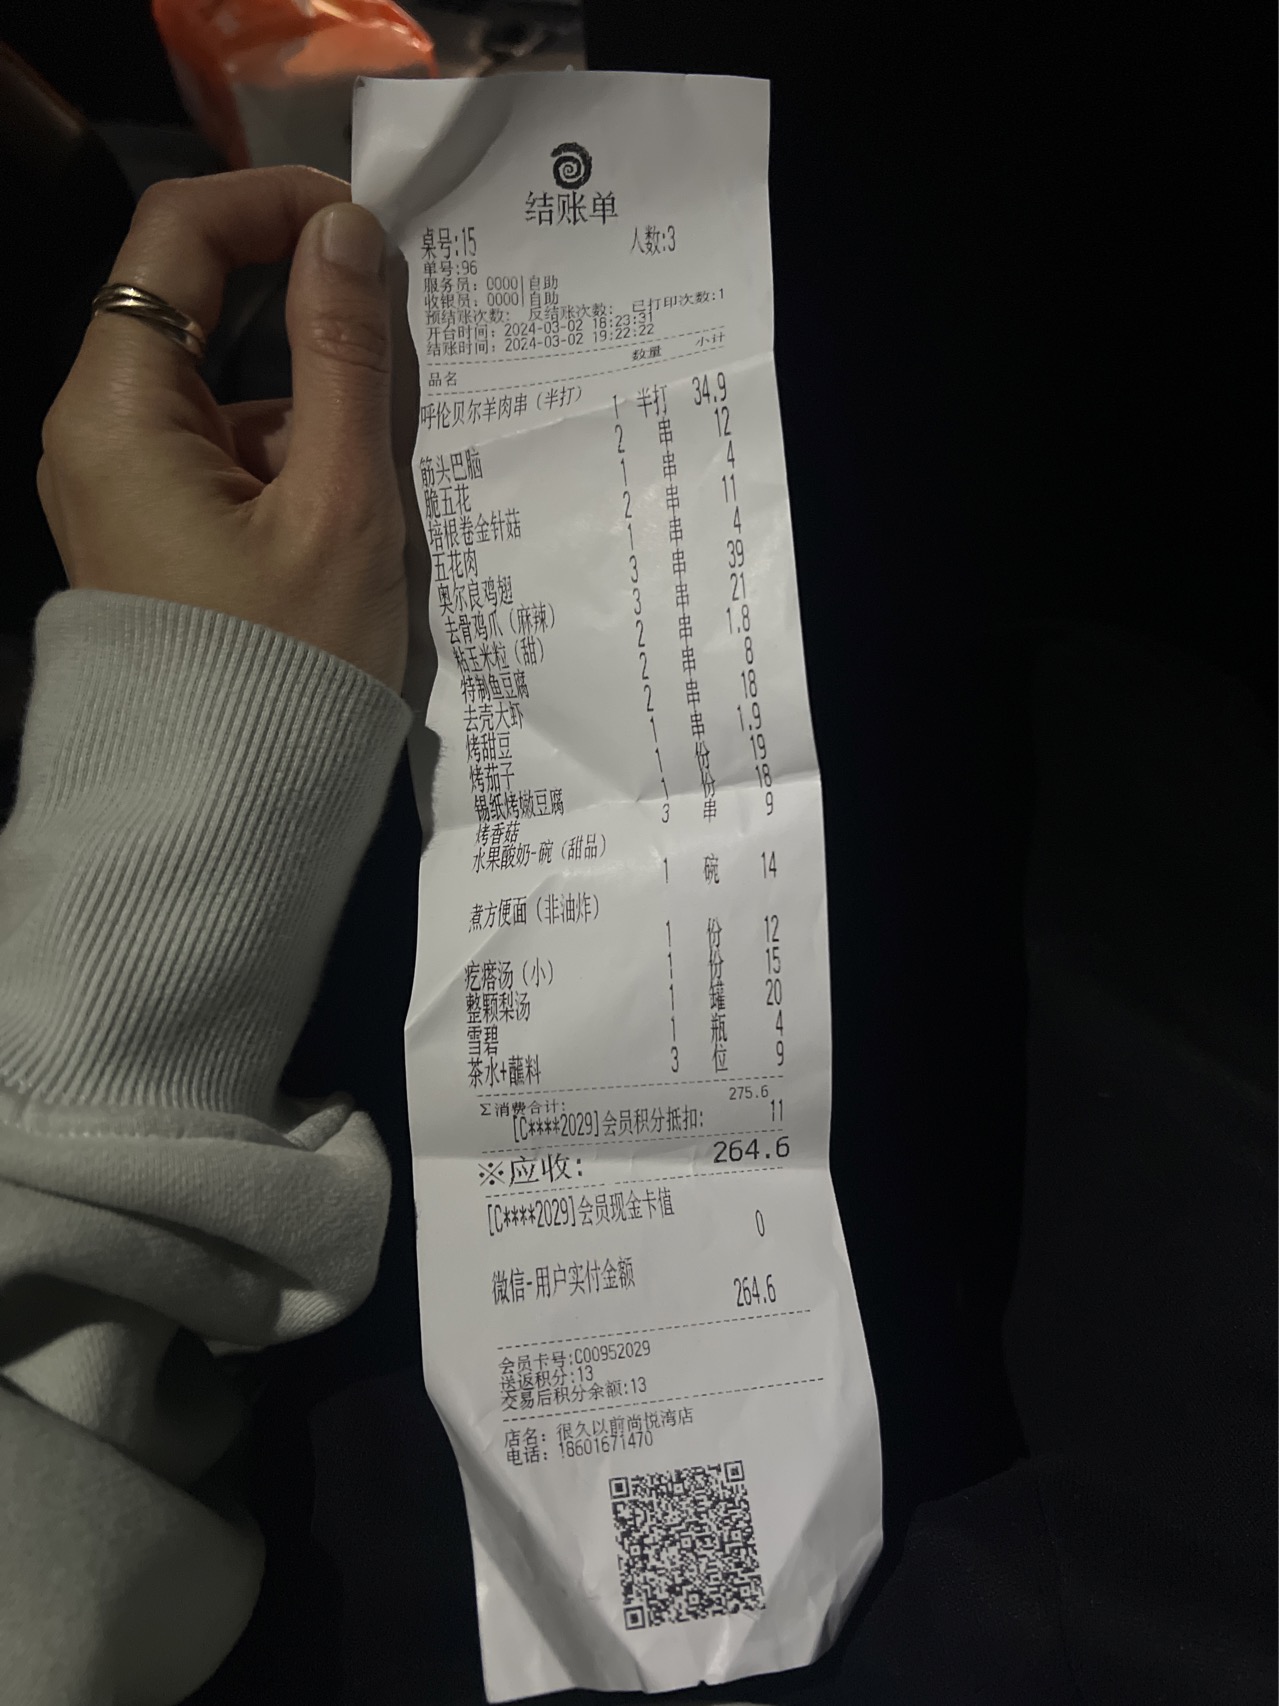 结账单
桌号:15 人数:3
单号:96
服务员: 0000|自助
收银员: 0000|自助
预结账次数: 反结账次数: 已打印次数:1
开台时间: 2024-03-02 18:23:31
结账时间: 2024-03-02 19:22:22
品名 数量 小计
呼伦贝尔羊肉串(半打) 1 半打 34.9
筋头巴脑 2 串 12
脆五花 1 串 4
培根卷金针菇 2 串 11
五花肉 1 串 4
奥尔良鸡翅 3 串 39
去骨鸡爪(麻辣) 3 串 21
粘玉米粒(甜) 2 串 1.8
特制鱼豆腐 2 串 8
去壳大虾 2 串 18
烤甜豆 1 串 1.9
烤茄子 1 份 19
锡纸烤嫩豆腐 1 份 18
烤香菇 3 串 9
水果酸奶-碗(甜品) 1 碗 14
煮方便面(非油炸) 1 份 12
疙瘩汤(小) 1 份 15
整颗梨汤 1 罐 20
雪碧 1 瓶 4
茶水+蘸料 3 位 9
Σ消费合计: 275.6
[C****2029]会员积分抵扣: 11
※应收: 264.6
[C****2029]会员现金卡值 0
微信-用户实付金额 264.6
会员卡号:C00952029
送返积分:13
交易后积分余额:13
店名: 很久以前尚悦湾店
电话: 18601671470